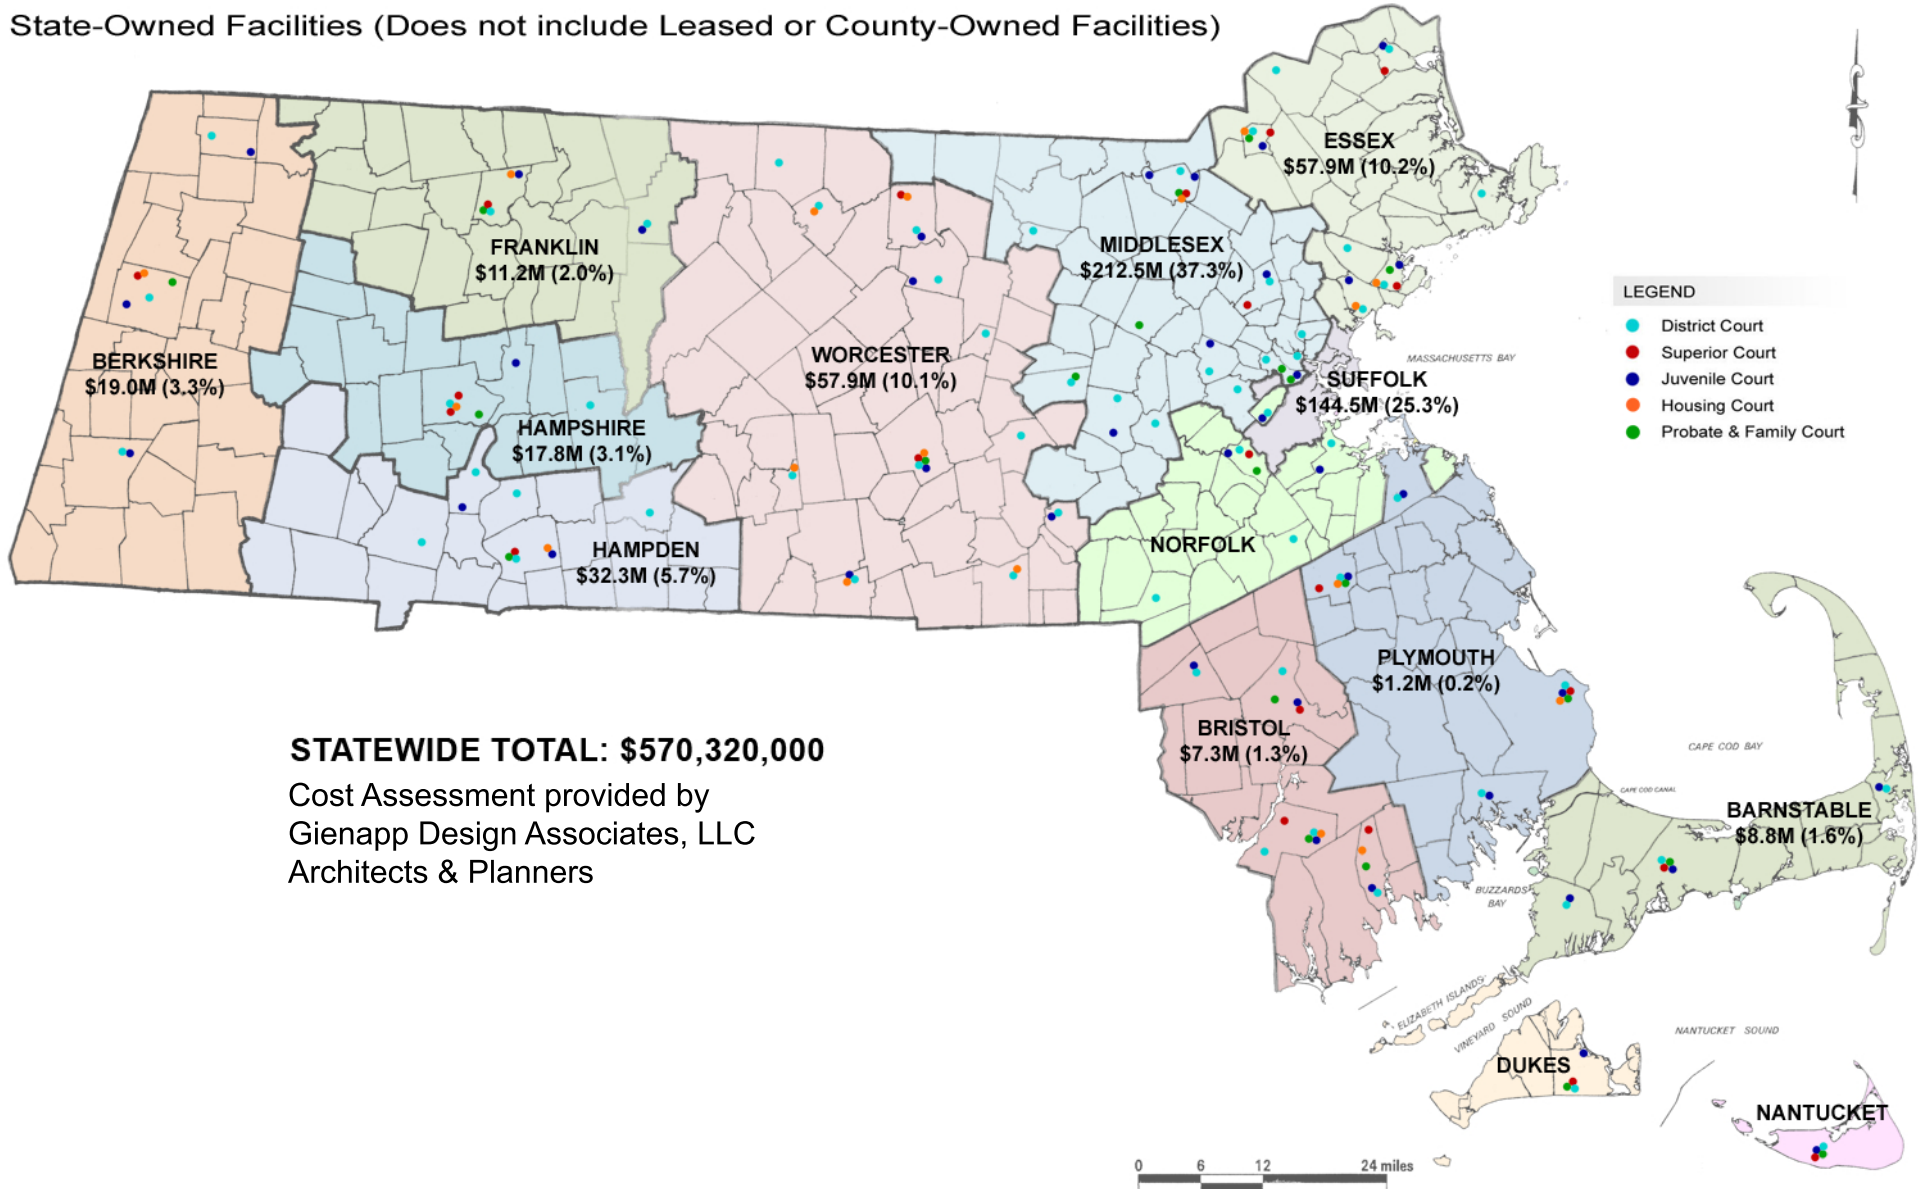 State-Owned Facilities (Does not include Leased or County-Owned Facilities)
ESSEX
$57.9M (10.2%)
FRANKLIN
$11.2M (2.0%)
MIDDLESEX
$212.5M (37.3%)
LEGEND
District Court
Superior Court
Juvenile Court
Housing Court
Probate & Family Court
BERKSHIRE
$19.0M (3.3%)
WORCESTER
$57.9M (10.1%)
MASSACHUSETTS BAY
SUFFOLK
$144.5M (25.3%)
HAMPSHIRE
$17.8M (3.1%)
HAMPDEN
$32.3M (5.7%)
NORFOLK
PLYMOUTH
$1.2M (0.2%)
BRISTOL
$7.3M (1.3%)
CAPE COD BAY
CAPE COD CANAL
BARNSTABLE
$8.8M (1.6%)
STATEWIDE TOTAL: $570,320,000
Cost Assessment provided by
Gienapp Design Associates, LLC
Architects & Planners
BUZZARDS
BAY
ELIZABETH ISLANDS
VINEYARD SOUND
NANTUCKET SOUND
DUKES
NANTUCKET
0 6 12 24 miles